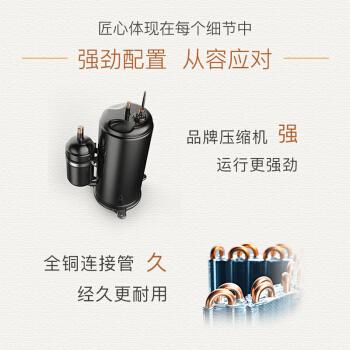 匠心体现在每个细节中
强劲配置 从容应对
品牌压缩机 强
运行更强劲
全铜连接管 久
经久更耐用